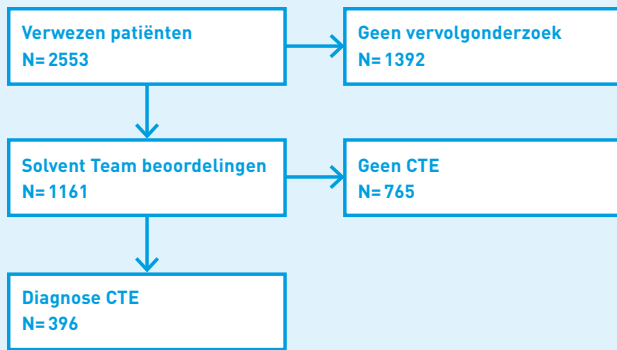 Verwezen patiënten
N= 2553
Geen vervolgonderzoek
N= 1392
Solvent Team beoordelingen
N= 1161
Geen CTE
N= 765
Diagnose CTE
N= 396